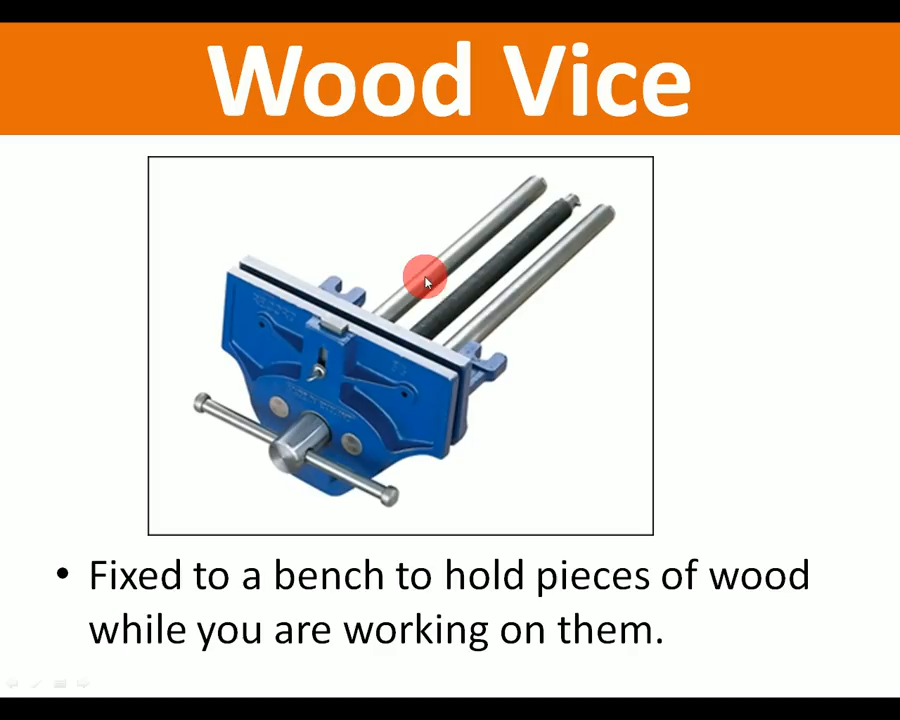 Wood Vice
• Fixed to a bench to hold pieces of wood
while you are working on them.